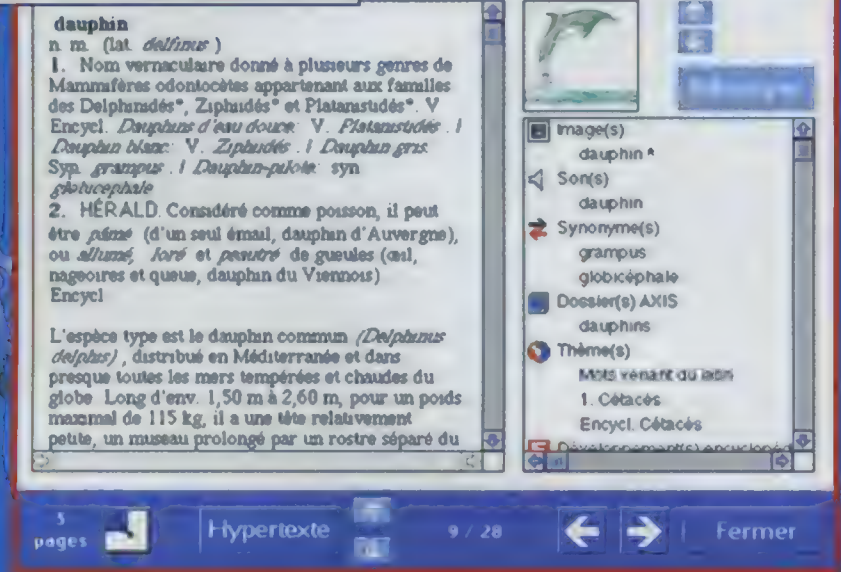 dauphin
n. m. (lat. delfinus )
1. Nom vernaculaire donné à plusieurs genres de
Mammifères odontocètes appartenant aux familles
des Delphinidés*, Ziphiidés* et Platanistidés*. V
Encycl. Dauphins d'eau douce: V. Platanistidés . |
Dauphin blanc: V. Ziphiidés . | Dauphin gris.
Syn. grampus . | Dauphin-pilote: syn
globicéphale
2. HÉRALD. Considéré comme poisson, il peut
être pâmé (d'un seul émail, dauphin d'Auvergne),
ou allumé, loré et peautré de gueules (œil,
nageoires et queue, dauphin du Viennois)
Encycl
L'espèce type est le dauphin commun (Delphinus
delphis) , distribué en Méditerranée et dans
presque toutes les mers tempérées et chaudes du
globe. Long d'env. 1,50 m à 2,60 m, pour un poids
maximal de 115 kg, il a une tête relativement
petite, un museau prolongé par un rostre séparé du
Image(s)
dauphin *
Son(s)
dauphin
Synonyme(s)
grampus
globicéphale
Dossier(s) AXIS
dauphins
Thème(s)
Mots venant du latin
1. Cétacés
Encycl. Cétacés
Développement(s) encyclopéd
3
pages
Hypertexte
9 / 28
Fermer